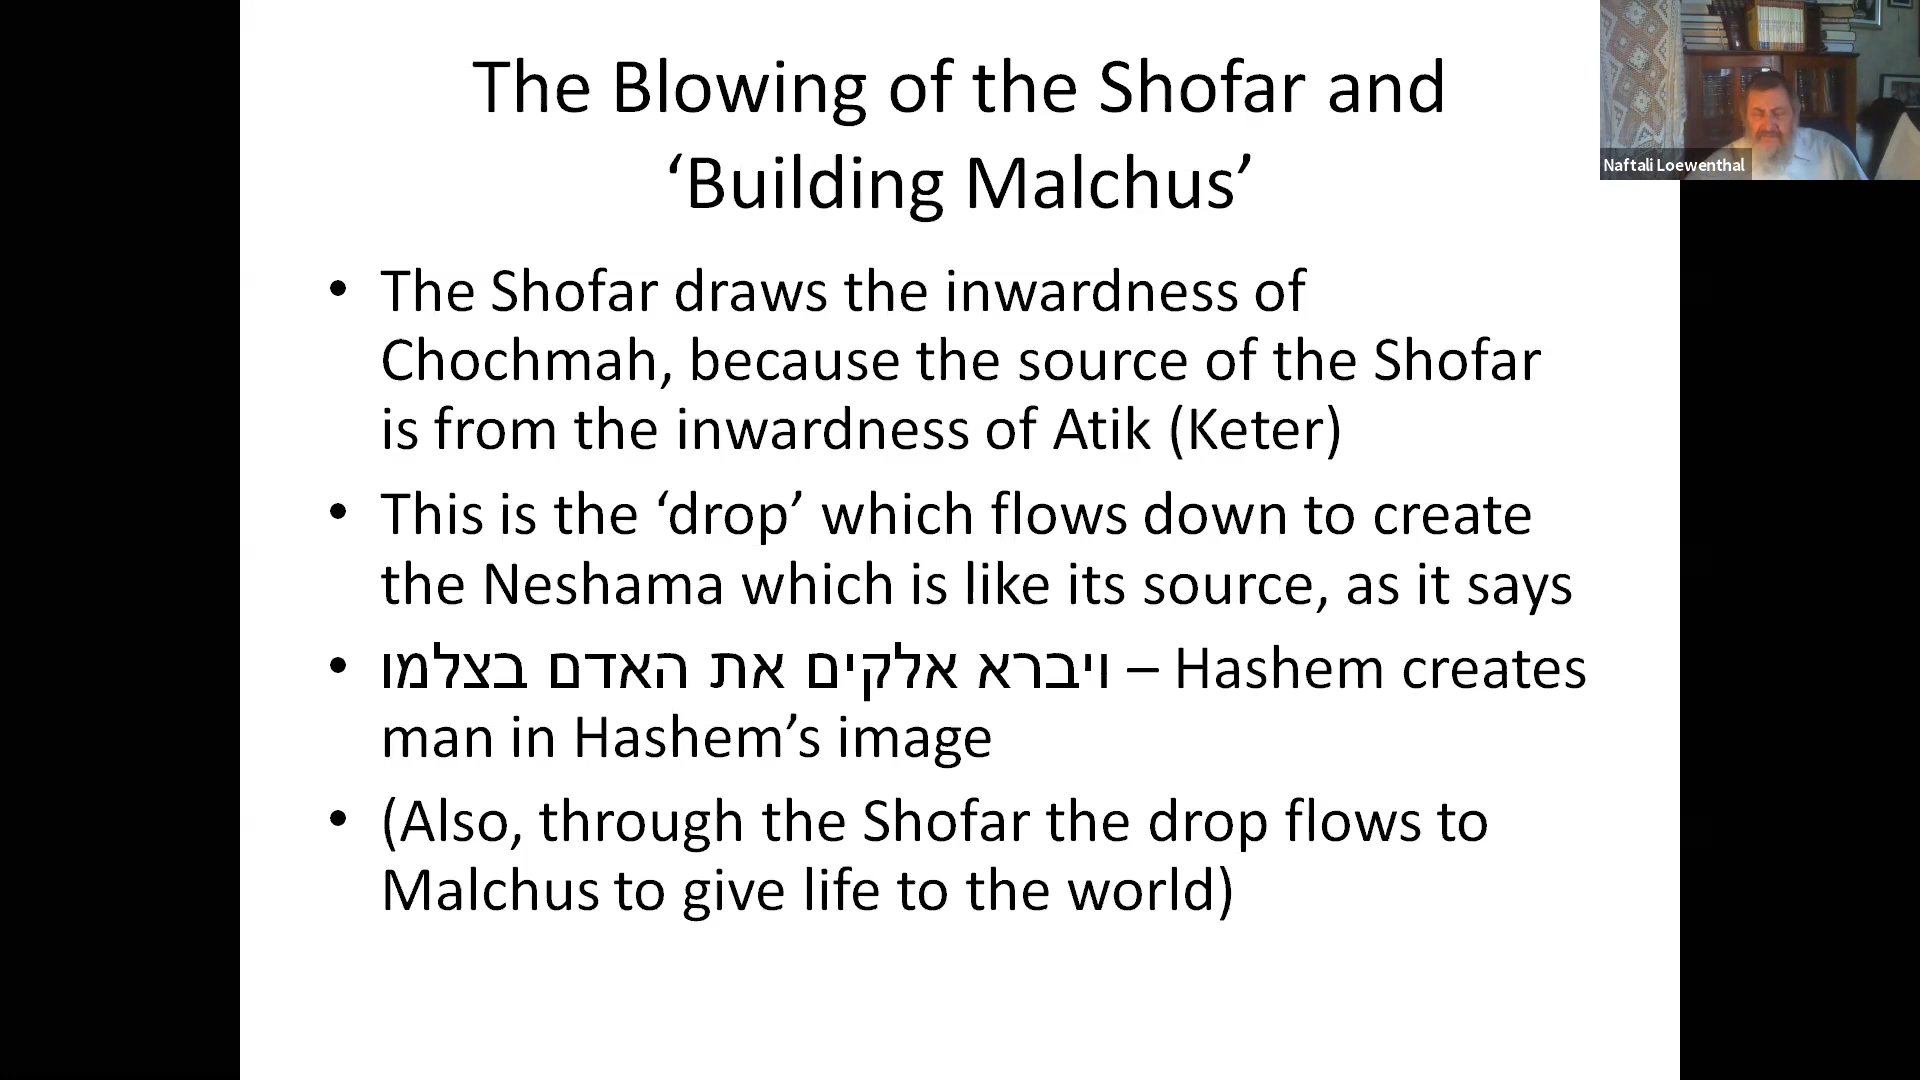 The Blowing of the Shofar and
‘Building Malchus’
Naftali Loewenthal
• The Shofar draws the inwardness of
Chochmah, because the source of the Shofar
is from the inwardness of Atik (Keter)
• This is the ‘drop’ which flows down to create
the Neshama which is like its source, as it says
• ויברא אלקים את האדם בצלמו – Hashem creates
man in Hashem’s image
• (Also, through the Shofar the drop flows to
Malchus to give life to the world)